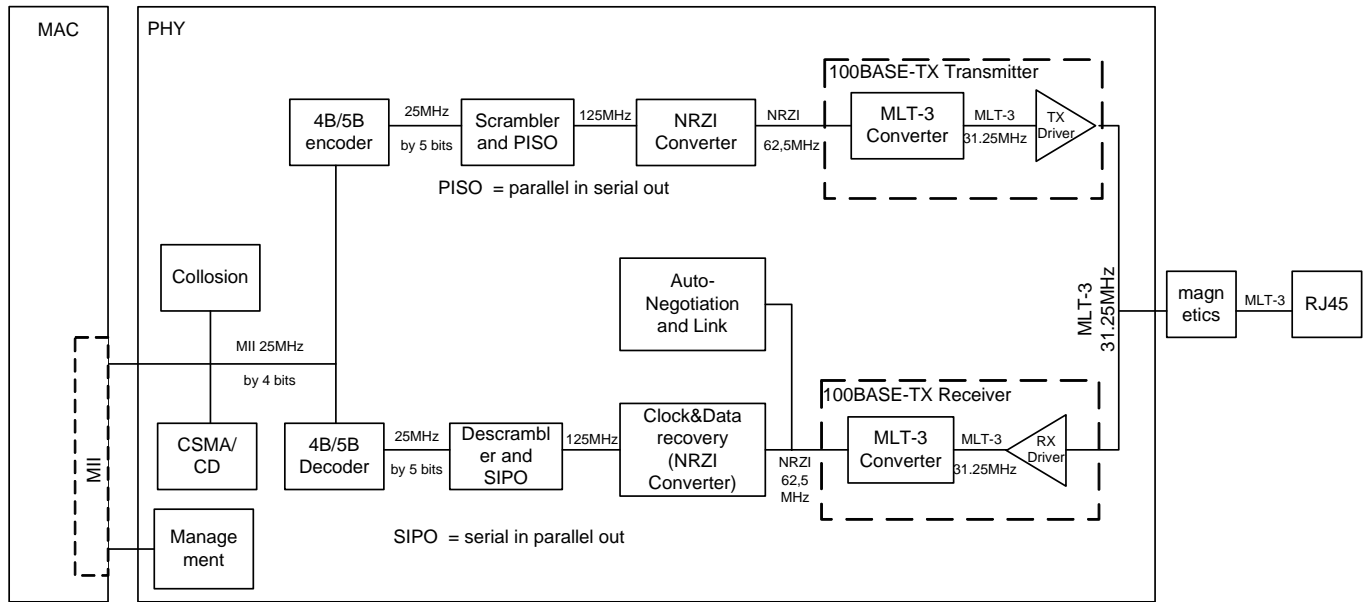 MAC
PHY
100BASE-TX Transmitter
4B/5B
encoder
25MHz
by 5 bits
Scrambler
and PISO
125MHz
NRZI
Converter
NRZI
62,5MHz
MLT-3
Converter
MLT-3
31.25MHz
TX
Driver
PISO = parallel in serial out
Collosion
Auto-
Negotiation
and Link
MLT-3
31.25MHz
magn
etics
MLT-3
RJ45
MII 25MHz
by 4 bits
MII
100BASE-TX Receiver
CSMA/
CD
4B/5B
Decoder
25MHz
by 5 bits
Descrambl
er and
SIPO
125MHz
Clock&Data
recovery
(NRZI
Converter)
NRZI
62,5
MHz
MLT-3
Converter
MLT-3
31.25MHz
RX
Driver
Manage
ment
SIPO = serial in parallel out